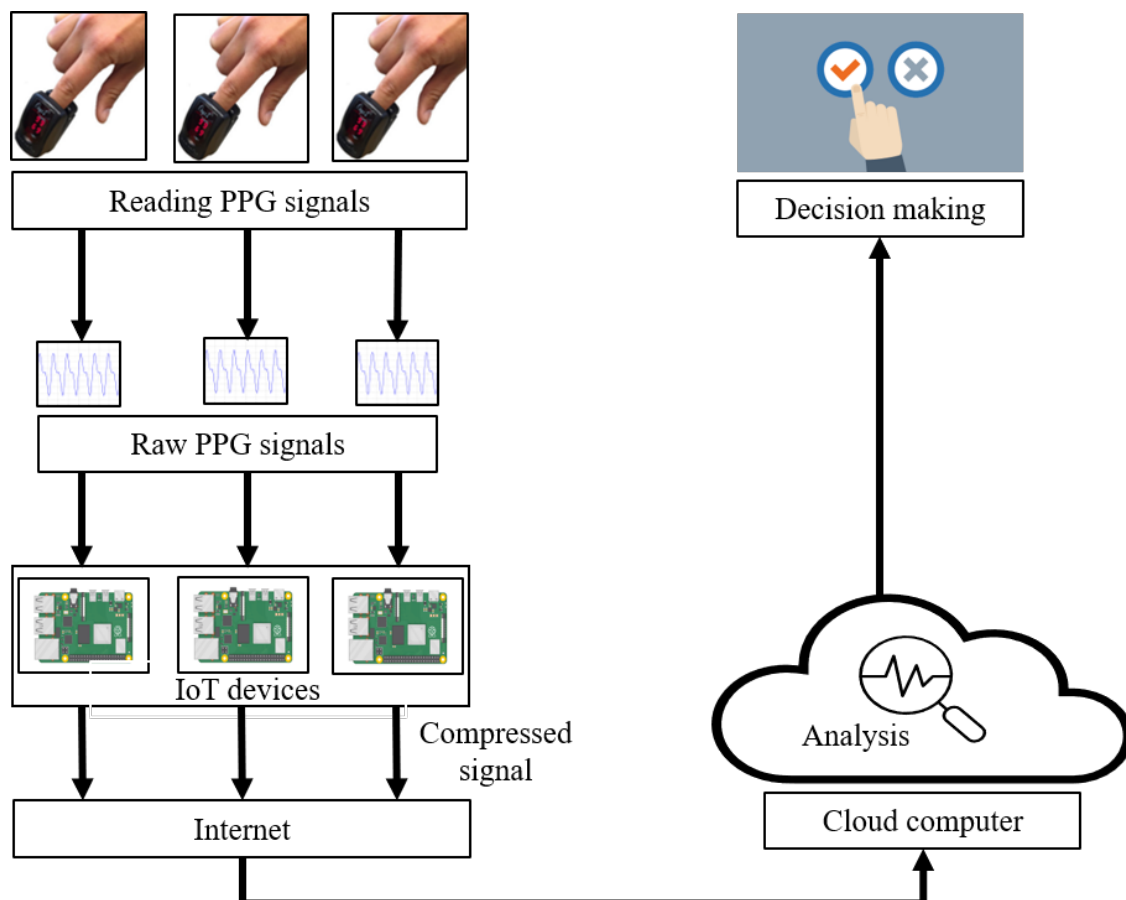 Reading PPG signals
Raw PPG signals
IoT devices
Compressed
signal
Internet
Decision making
Analysis
Cloud computer